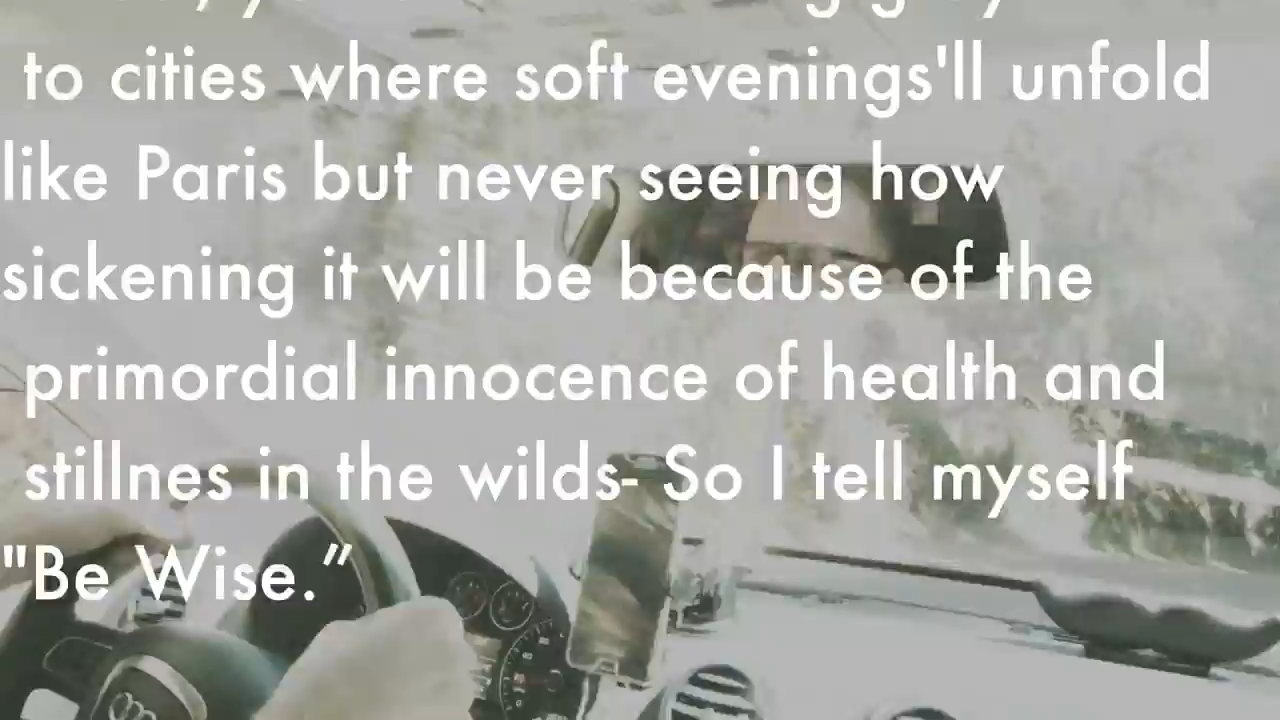 to cities where soft evenings'll unfold
like Paris but never seeing how
sickening it will be because of the
primordial innocence of health and
stillnes in the wilds- So I tell myself
"Be Wise.”